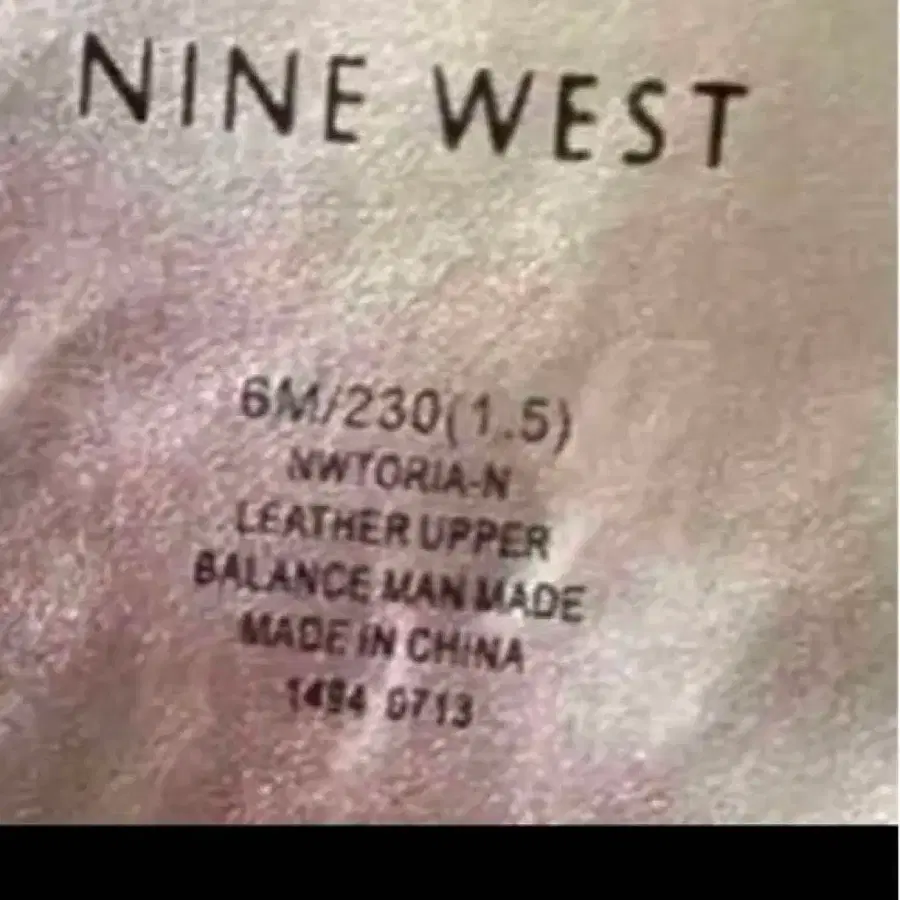 NINE WEST
6M/230(1.5)
NWTORIA-N
LEATHER UPPER
BALANCE MAN MADE
MADE IN CHINA
1494 0713